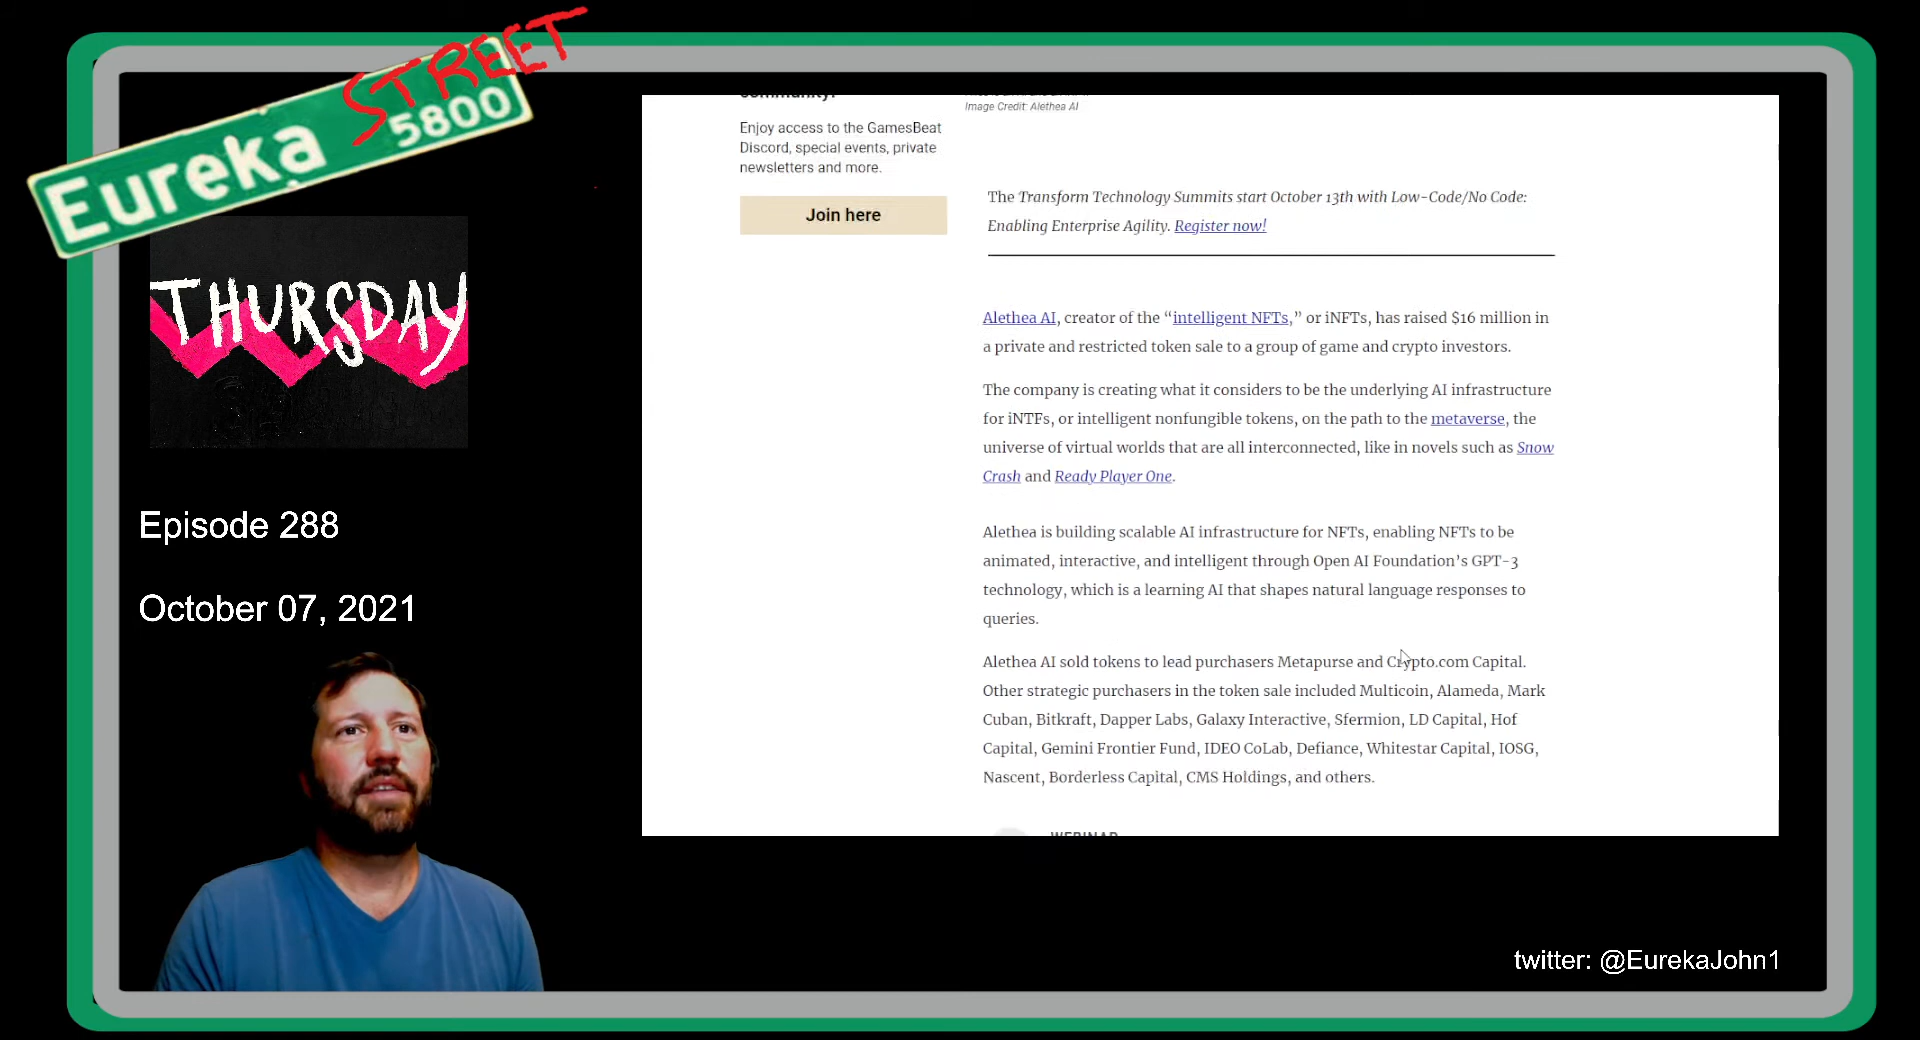 Eureka STREET
5800
THURSDAY
Episode 288
October 07, 2021
community!
Enjoy access to the GamesBeat
Discord, special events, private
newsletters and more.
Join here
Image Credit: Alethea AI
The Transform Technology Summits start October 13th with Low-Code/No Code:
Enabling Enterprise Agility. Register now!
Alethea AI, creator of the “intelligent NFTs,” or iNFTs, has raised $16 million in
a private and restricted token sale to a group of game and crypto investors.
The company is creating what it considers to be the underlying AI infrastructure
for iNTFs, or intelligent nonfungible tokens, on the path to the metaverse, the
universe of virtual worlds that are all interconnected, like in novels such as Snow
Crash and Ready Player One.
Alethea is building scalable AI infrastructure for NFTs, enabling NFTs to be
animated, interactive, and intelligent through Open AI Foundation’s GPT-3
technology, which is a learning AI that shapes natural language responses to
queries.
Alethea AI sold tokens to lead purchasers Metapurse and Crypto.com Capital.
Other strategic purchasers in the token sale included Multicoin, Alameda, Mark
Cuban, Bitkraft, Dapper Labs, Galaxy Interactive, Sfermion, LD Capital, Hof
Capital, Gemini Frontier Fund, IDEO CoLab, Defiance, Whitestar Capital, IOSG,
Nascent, Borderless Capital, CMS Holdings, and others.
WEBINAR
twitter: @EurekaJohn1